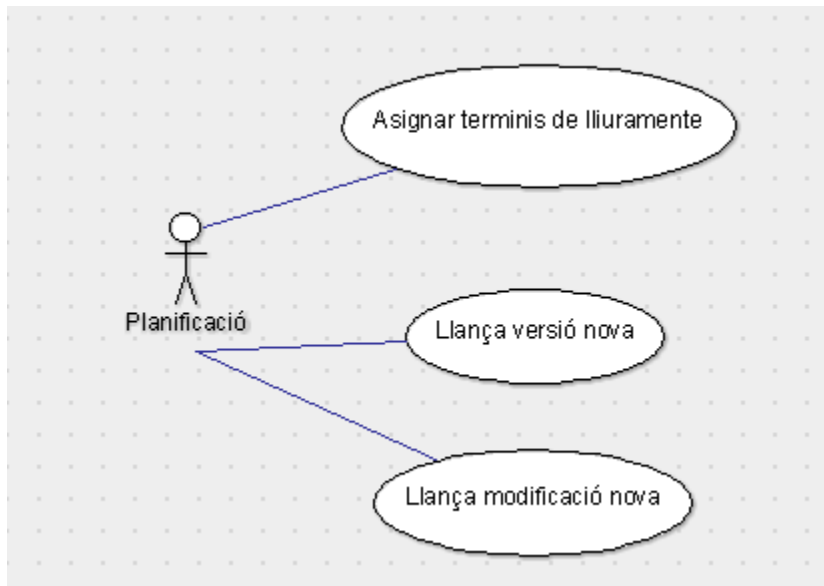 Asignar terminis de lliuramente
Planificació
Llança versió nova
Llança modificació nova